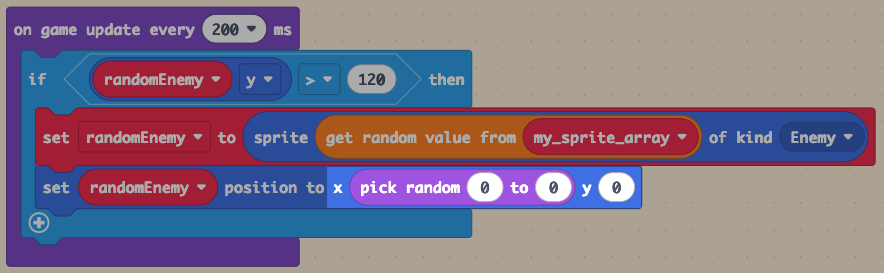 on game update every 200 ms
if randomEnemy y > 120 then
set randomEnemy to sprite get random value from my_sprite_array of kind Enemy
set randomEnemy position to x pick random 0 to 0 y 0